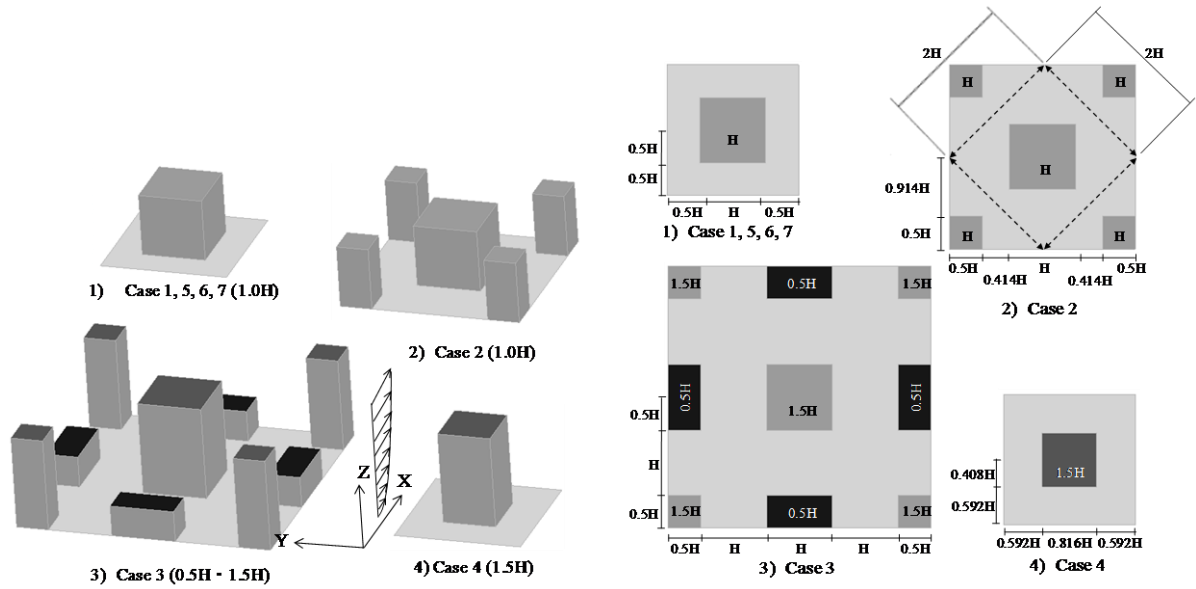 1) Case 1, 5, 6, 7 (1.0H)
2) Case 2 (1.0H)
3) Case 3 (0.5H - 1.5H)
Z
X
Y
4) Case 4 (1.5H)
H
0.5H
0.5H
0.5H H 0.5H
1) Case 1, 5, 6, 7
2H
2H
H
H
H
H
H
0.914H
0.5H
0.5H H 0.5H
0.414H 0.414H
2) Case 2
1.5H 0.5H 1.5H
0.5H 1.5H 0.5H
1.5H 0.5H 1.5H
0.5H
H
0.5H
0.5H H H H 0.5H
3) Case 3
1.5H
0.408H
0.592H
0.592H 0.816H 0.592H
4) Case 4